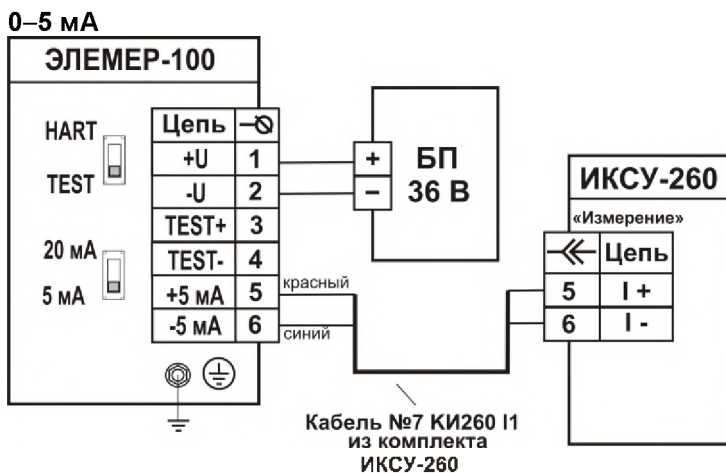 0–5 мА
ЭЛЕМЕР-100
HART
TEST
20 мА
5 мА
Цепь
+U 1
-U 2
TEST+ 3
TEST- 4
+5 мА 5
-5 мА 6
красный
синий
+
–
БП
36 В
ИКСУ-260
«Измерение»
Цепь
5 I +
6 I -
Кабель №7 КИ260 I1
из комплекта
ИКСУ-260